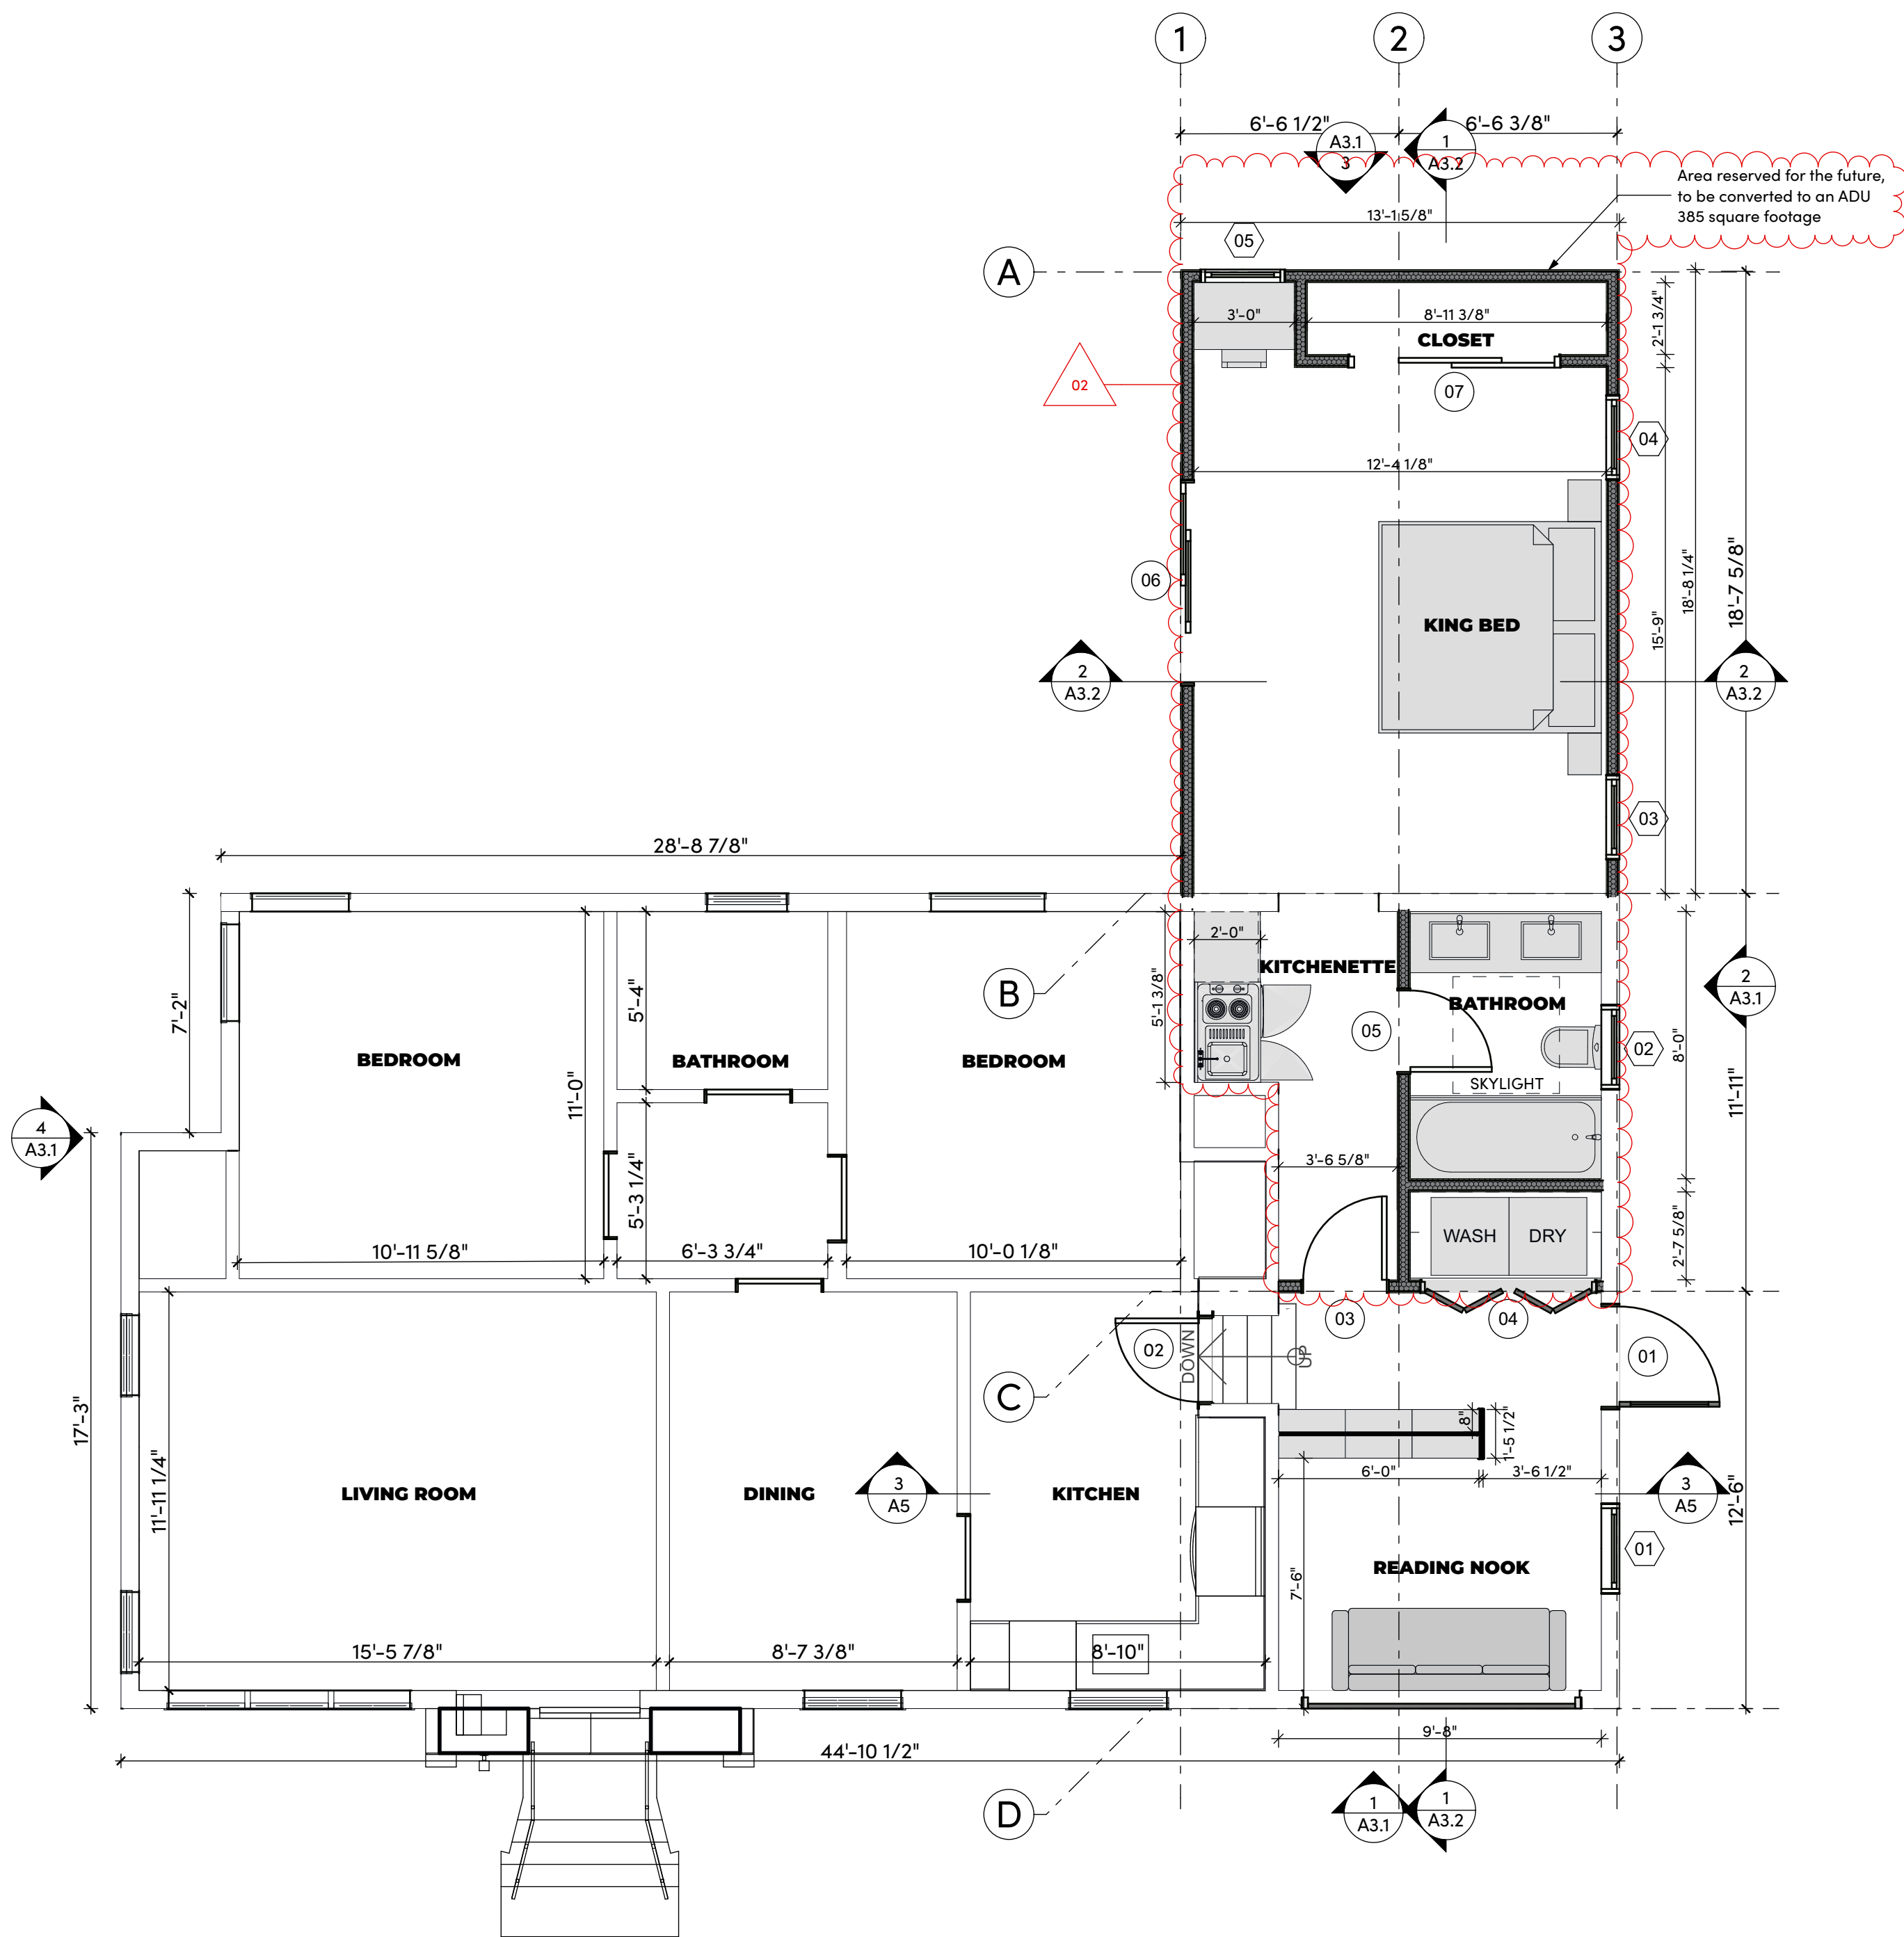 1
2
3
6'-6 1/2"
6'-6 3/8"
A3.1
3
1
A3.2
Area reserved for the future,
to be converted to an ADU
385 square footage
13'-1 5/8"
05
A
3'-0"
8'-11 3/8"
CLOSET
2'-1 3/4"
02
07
04
12'-4 1/8"
06
KING BED
15'-9"
18'-8 1/4"
18'-7 5/8"
2
A3.2
2
A3.2
03
28'-8 7/8"
7'-2"
5'-4"
2'-0"
KITCHENETTE
B
5'-1 3/8"
BATHROOM
2
A3.1
05
02
8'-0"
BEDROOM
BATHROOM
BEDROOM
SKYLIGHT
11'-0"
11'-11"
4
A3.1
5'-3 1/4"
3'-6 5/8"
WASH
DRY
2'-7 5/8"
10'-11 5/8"
6'-3 3/4"
10'-0 1/8"
03
04
02
DOWN
UP
01
C
17'-3"
8"
1'-5 1/2"
6'-0"
3'-6 1/2"
11'-11 1/4"
LIVING ROOM
DINING
3
A5
KITCHEN
3
A5
12'-6"
01
READING NOOK
7'-6"
15'-5 7/8"
8'-7 3/8"
8'-10"
9'-8"
44'-10 1/2"
D
1
A3.1
1
A3.2